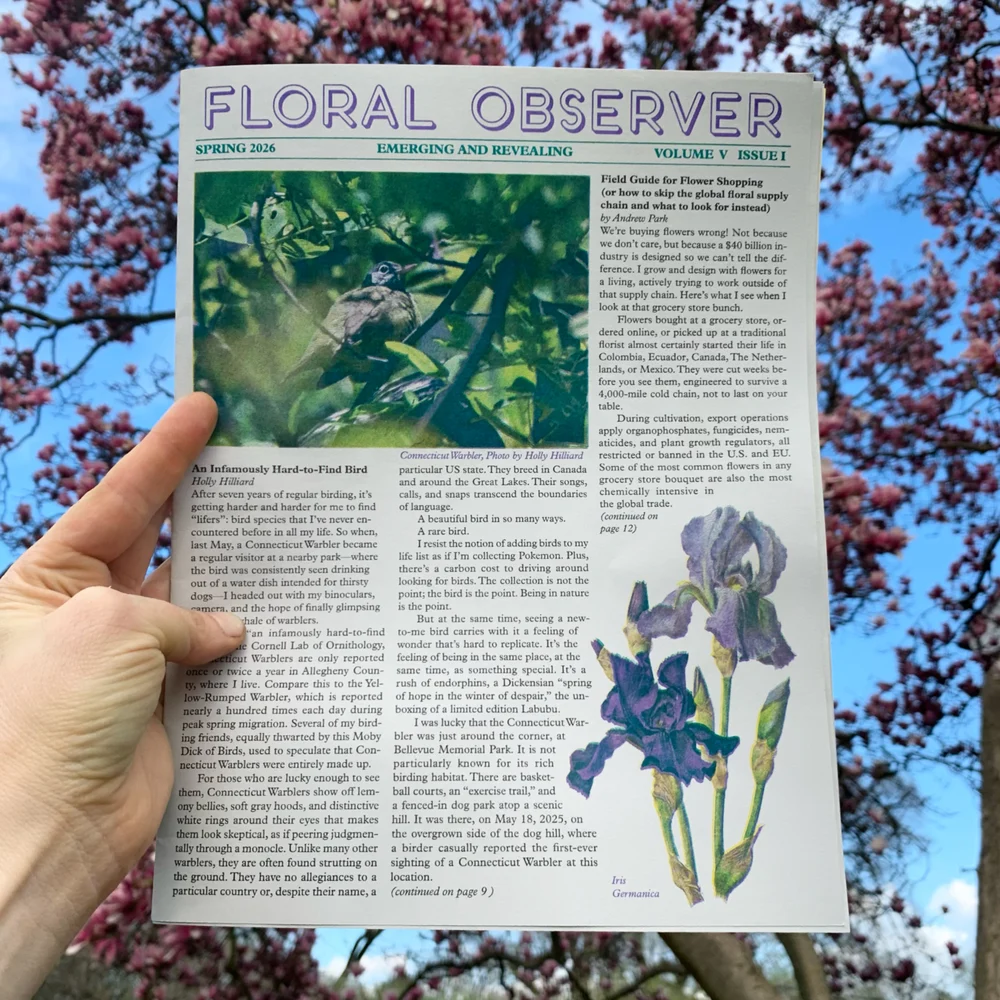 FLORAL OBSERVER
SPRING 2026
EMERGING AND REVEALING
VOLUME V ISSUE I
Connecticut Warbler, Photo by Holly Hilliard
An Infamously Hard-to-Find Bird
Holly Hilliard
After seven years of regular birding, it's
getting harder and harder for me to find
"lifers": bird species that I've never en-
countered before in all my life. So when,
last May, a Connecticut Warbler became
a regular visitor at a nearby park—where
the bird was consistently seen drinking
out of a water dish intended for thirsty
dogs—I headed out with my binoculars,
camera, and the hope of finally glimpsing
whale of warblers.
"an infamously hard-to-find
Cornell Lab of Ornithology,
Warblers are only reported
once or twice a year in Allegheny Coun-
ty, where I live. Compare this to the Yel-
low-Rumped Warbler, which is reported
nearly a hundred times each day during
peak spring migration. Several of my bird-
ing friends, equally thwarted by this Moby
Dick of Birds, used to speculate that Con-
necticut Warblers were entirely made up.
For those who are lucky enough to see
them, Connecticut Warblers show off lem-
ony bellies, soft gray hoods, and distinctive
white rings around their eyes that makes
them look skeptical, as if peering judgmen-
tally through a monocle. Unlike many other
warblers, they are often found strutting on
the ground. They have no allegiances to a
particular country or, despite their name, a
particular US state. They breed in Canada
and around the Great Lakes. Their songs,
calls, and snaps transcend the boundaries
of language.
A beautiful bird in so many ways.
A rare bird.
I resist the notion of adding birds to my
life list as if I'm collecting Pokemon. Plus,
there's a carbon cost to driving around
looking for birds. The collection is not the
point; the bird is the point. Being in nature
is the point.
But at the same time, seeing a new-
to-me bird carries with it a feeling of
wonder that's hard to replicate. It's the
feeling of being in the same place, at the
same time, as something special. It's a
rush of endorphins, a Dickensian "spring
of hope in the winter of despair," the un-
boxing of a limited edition Labubu.
I was lucky that the Connecticut War-
bler was just around the corner, at
Bellevue Memorial Park. It is not
particularly known for its rich
birding habitat. There are basket-
ball courts, an "exercise trail," and
a fenced-in dog park atop a scenic
hill. It was there, on May 18, 2025, on
the overgrown side of the dog hill, where
a birder casually reported the first-ever
sighting of a Connecticut Warbler at this
location.
(continued on page 9 )
Field Guide for Flower Shopping
(or how to skip the global floral supply
chain and what to look for instead)
by Andrew Park
We're buying flowers wrong! Not because
we don't care, but because a $40 billion in-
dustry is designed so we can't tell the dif-
ference. I grow and design with flowers for
a living, actively trying to work outside of
that supply chain. Here's what I see when I
look at that grocery store bunch.
Flowers bought at a grocery store, or-
dered online, or picked up at a traditional
florist almost certainly started their life in
Colombia, Ecuador, Canada, The Nether-
lands, or Mexico. They were cut weeks be-
fore you see them, engineered to survive a
4,000-mile cold chain, not to last on your
table.
During cultivation, export operations
apply organophosphates, fungicides, nem-
aticides, and plant growth regulators, all
restricted or banned in the U.S. and EU.
Some of the most common flowers in any
grocery store bouquet are also the most
chemically intensive in
the global trade.
(continued on
page 12)
Iris
Germanica